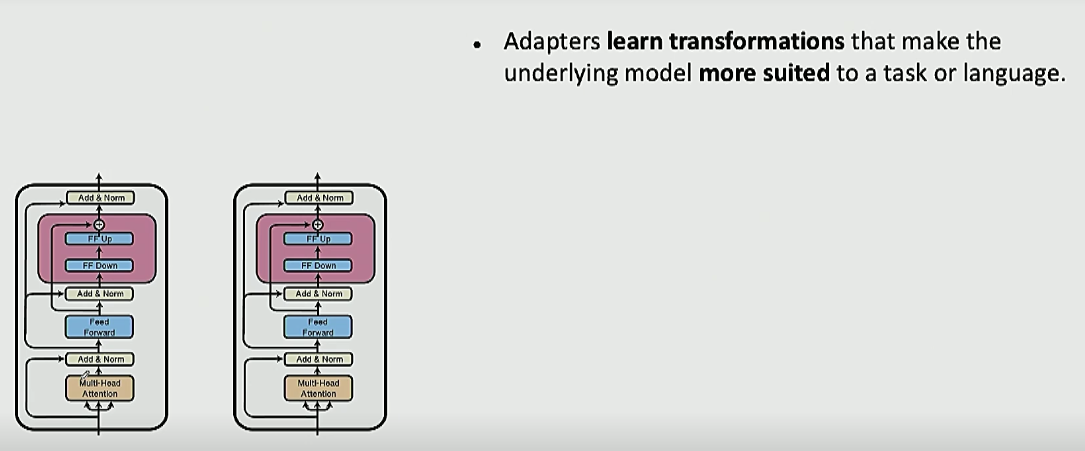 • Adapters learn transformations that make the
underlying model more suited to a task or language.
Add & Norm
FF Up
FF Down
Add & Norm
Feed
Forward
Add & Norm
Multi-Head
Attention
Add & Norm
FF Up
FF Down
Add & Norm
Feed
Forward
Add & Norm
Multi-Head
Attention